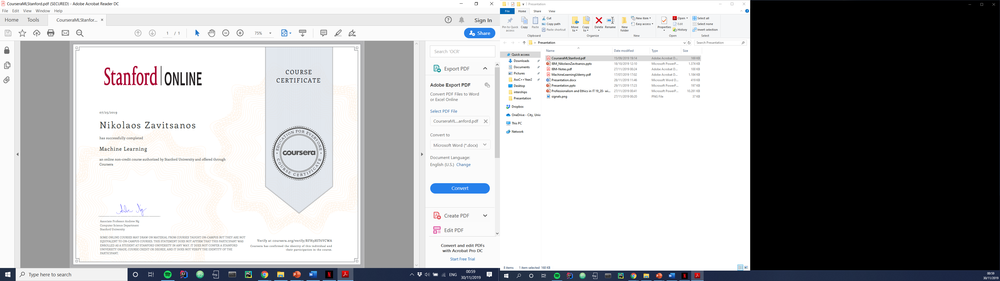 CourseraMLStanford.pdf (SECURED) - Adobe Acrobat Reader DC
File Edit View Window Help
Home Tools CourseraMLStanfor... × Sign In
1 / 1 75% Share
Stanford ONLINE
COURSE
CERTIFICATE
07/25/2019
Nikolaos Zavitsanos
has successfully completed
Machine Learning
an online non-credit course authorized by Stanford University and offered through
Coursera
EDUCATION FOR EVERYONE
coursera
COURSE CERTIFICATE
Andrew Ng
Associate Professor Andrew Ng
Computer Science Department
Stanford University
SOME ONLINE COURSES MAY DRAW ON MATERIAL FROM COURSES TAUGHT ON-CAMPUS BUT THEY ARE NOT
EQUIVALENT TO ON-CAMPUS COURSES. THIS STATEMENT DOES NOT AFFIRM THAT THIS PARTICIPANT WAS
ENROLLED AS A STUDENT AT STANFORD UNIVERSITY IN ANY WAY. IT DOES NOT CONFER A STANFORD
UNIVERSITY GRADE, COURSE CREDIT OR DEGREE, AND IT DOES NOT VERIFY THE IDENTITY OF THE
PARTICIPANT.
Verify at coursera.org/verify/RFH58ST6VCWA
Coursera has confirmed the identity of this individual and
their participation in the course.
Search 'OCR'
Export PDF
Adobe Export PDF
Convert PDF Files to Word
or Excel Online
Select PDF File
CourseraML...anford.pdf
Convert to
Microsoft Word (*.docx)
Document Language:
English (U.S.) Change
Convert
Create PDF
Edit PDF
Convert and edit PDFs
with Acrobat Pro DC
Start Free Trial
Type here to search
ENG
00:59
30/11/2019
Presantation
File Home Share View
Pin to Quick
access
Copy
Paste
Cut
Copy path
Paste shortcut
Clipboard
Move
to
Copy
to
Delete
Rename
Organize
New
folder
New item
Easy access
New
Properties
Open
Edit
History
Open
Select all
Select none
Invert selection
Select
Presantation
Search Presantation
Name Date modified Type Size
CourseraMLStanford.pdf 15/09/2019 19:14 Adobe Acrobat D... 169 KB
IBM_NikolaosZavitsanos.pptx 18/10/2019 12:10 Microsoft PowerP... 1.374 KB
IBM-Notes.pdf 27/11/2019 00:24 Adobe Acrobat D... 100 KB
MachineLearningUdemy.pdf 17/07/2019 17:02 Adobe Acrobat D... 1.184 KB
Presantation.docx 28/11/2019 11:46 Microsoft Word D... 419 KB
Presantation.pptx 29/11/2019 17:23 Microsoft PowerP... 197 KB
Professionalism and Ethics in IT 19_20- wi... 27/11/2019 00:41 Microsoft PowerP... 10.281 KB
signals.png 27/11/2019 00:20 PNG File 37 KB
Quick access
Downloads
Documents
Pictures
AssC++Year2
Desktop
interships
Presantation
Dropbox
OneDrive - City, Univ
This PC
Network
8 items 1 item selected 168 KB
00:59
30/11/2019